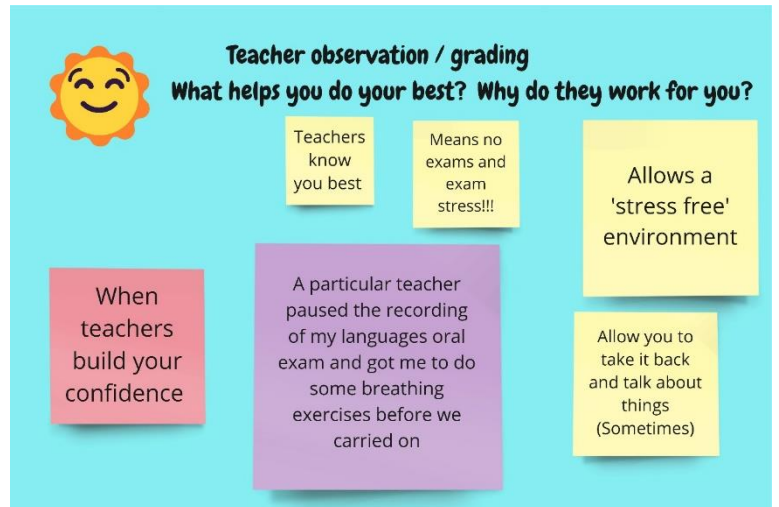 Teacher observation / grading
What helps you do your best? Why do they work for you?
Teachers
know
you best
Means no
exams and
exam
stress!!!
Allows a
'stress free'
environment
When
teachers
build your
confidence
A particular teacher
paused the recording
of my languages oral
exam and got me to do
some breathing
exercises before we
carried on
Allow you to
take it back
and talk about
things
(Sometimes)